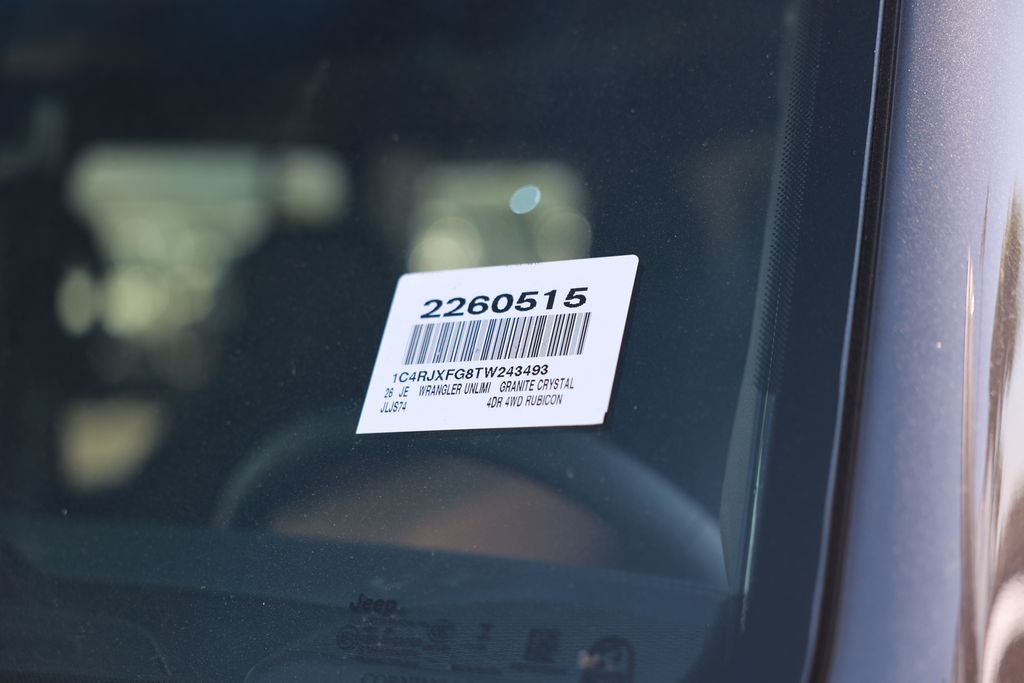 2260515
1C4RJXFG8TW243493
26 JE WRANGLER UNLIMI GRANITE CRYSTAL
JLJS74 4DR 4WD RUBICON
Jeep